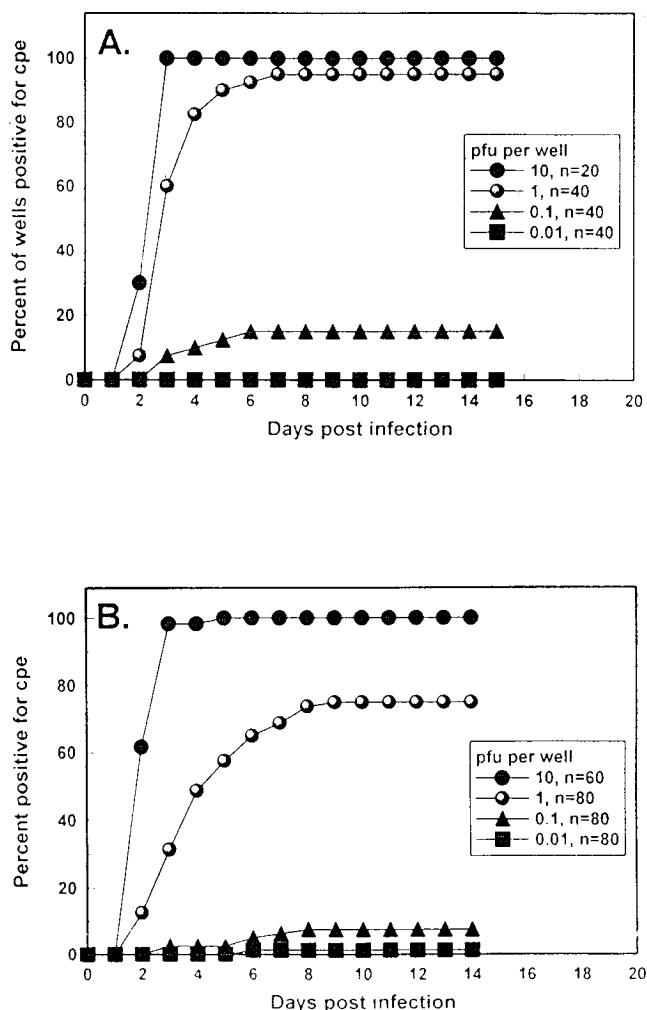 A.
Percent of wells positive for cpe
100
80
60
40
20
0
0 2 4 6 8 10 12 14 16 18 20
Days post infection
pfu per well
10, n=20
1, n=40
0.1, n=40
0.01, n=40
B.
Percent positive for cpe
100
80
60
40
20
0
0 2 4 6 8 10 12 14 16 18 20
Days post infection
pfu per well
10, n=60
1, n=80
0.1, n=80
0.01, n=80